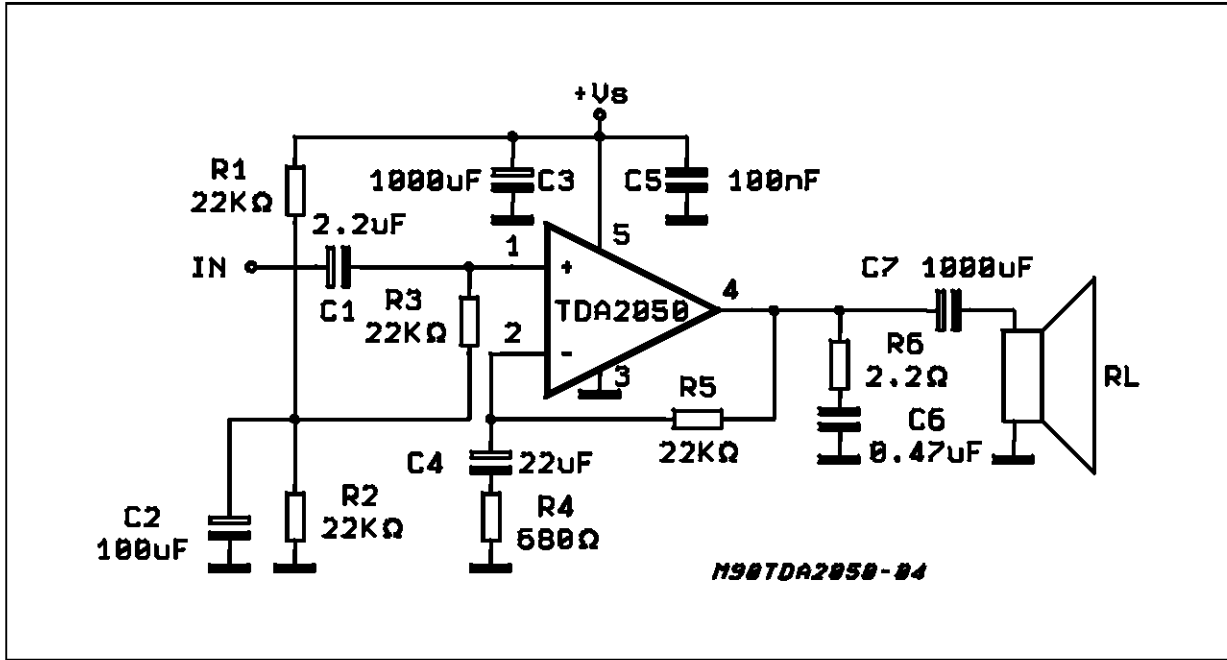 +Vs
R1
22KΩ
1000uF
C3
C5
100nF
2.2uF
IN
C1
R3
22KΩ
1
+
2
-
TDA2050
5
3
4
C7 1000uF
R5
22KΩ
R6
2.2Ω
C6
0.47uF
RL
C4
22uF
R4
680Ω
R2
22KΩ
C2
100uF
M90TDA2050-04